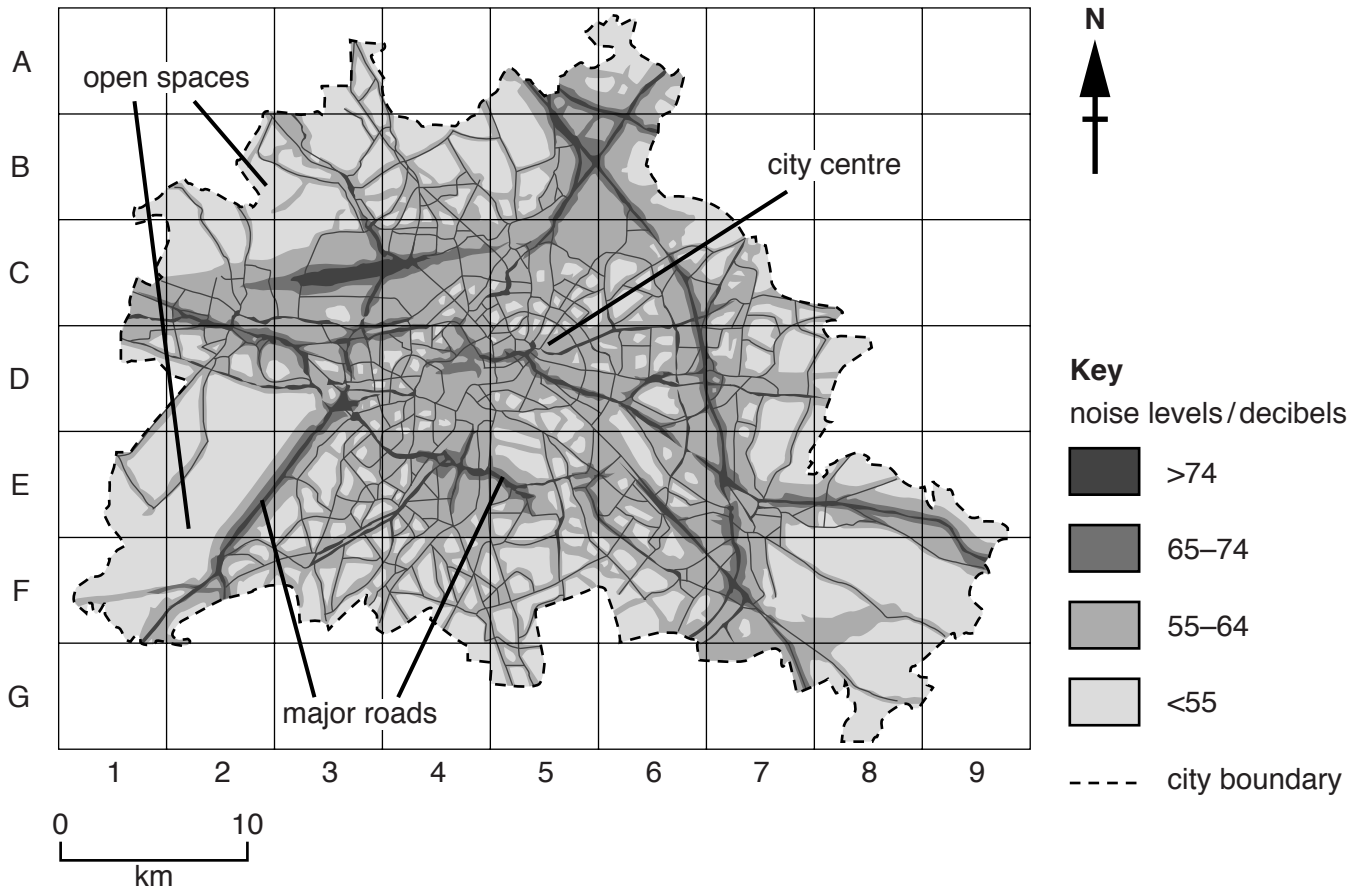 A
B
C
D
E
F
G
open spaces
city centre
major roads
1 2 3 4 5 6 7 8 9
0 10
km
N
Key
noise levels / decibels
>74
65–74
55–64
<55
city boundary